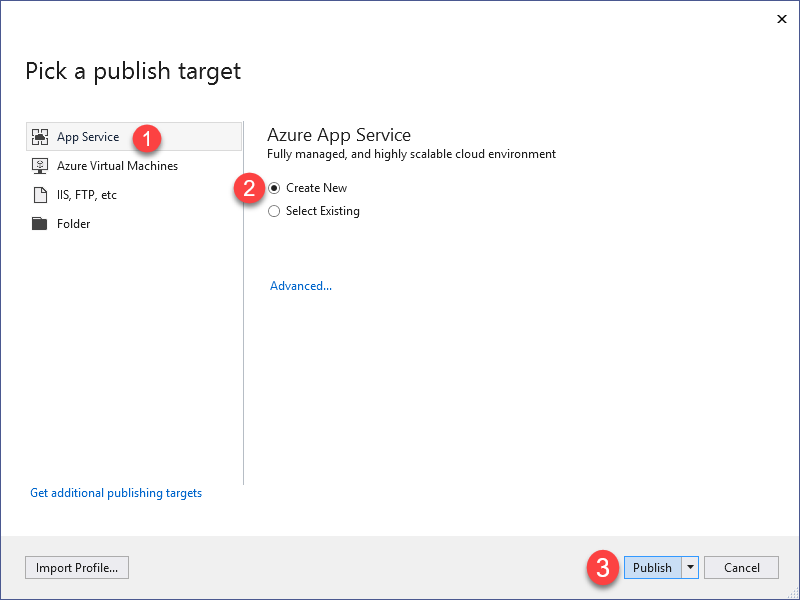 Pick a publish target
App Service 1
Azure Virtual Machines
IIS, FTP, etc
Folder
Get additional publishing targets
Azure App Service
Fully managed, and highly scalable cloud environment
2 Create New
Select Existing
Advanced...
Import Profile...
3 Publish
Cancel